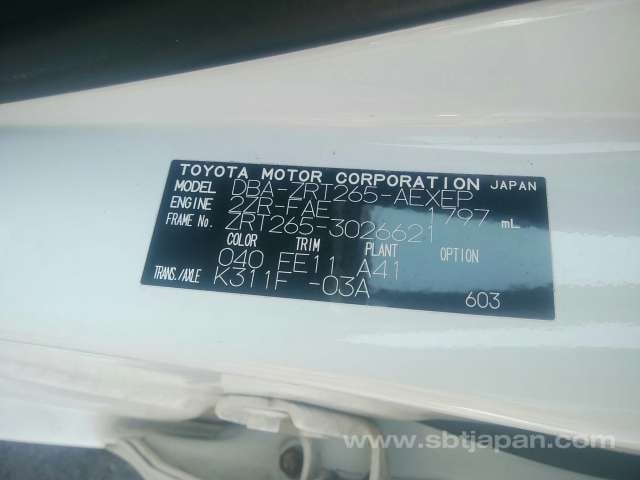 TOYOTA MOTOR CORPORATION JAPAN
MODEL DBA-ZRT265-AEXEP
ENGINE 2ZR-FAE 1797 mL
FRAME No. ZRT265-3026621
COLOR TRIM PLANT OPTION
040 EE11 A41
TRANS./AXLE K311F -03A
603
www.sbtjapan.com